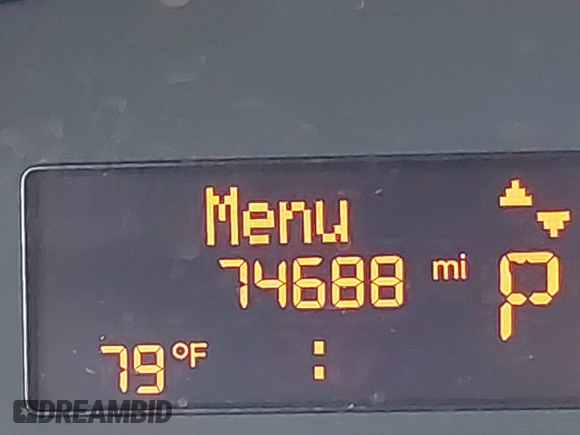 Menu
74688 mi P
79°F :
DREAMBID